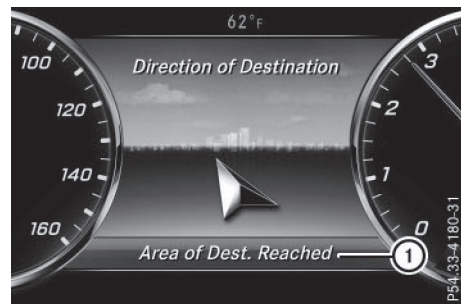 62°F
Direction of Destination
100
120
140
160
3
2
1
0
Area of Dest. Reached
1
P54.33-4180-31